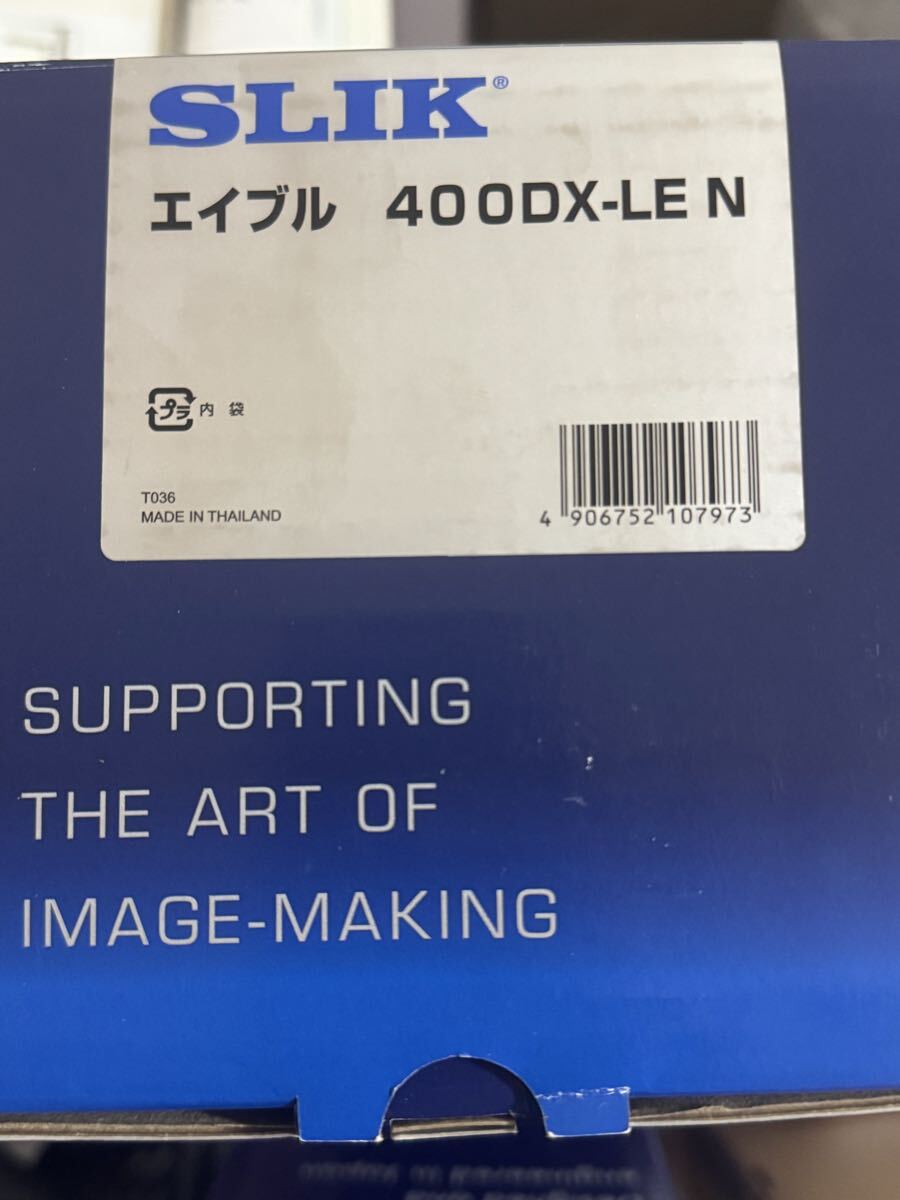 SLIK®
エイブル 400DX-LE N
プラ 内 袋
T036
MADE IN THAILAND
4 906752 107973
SUPPORTING
THE ART OF
IMAGE-MAKING